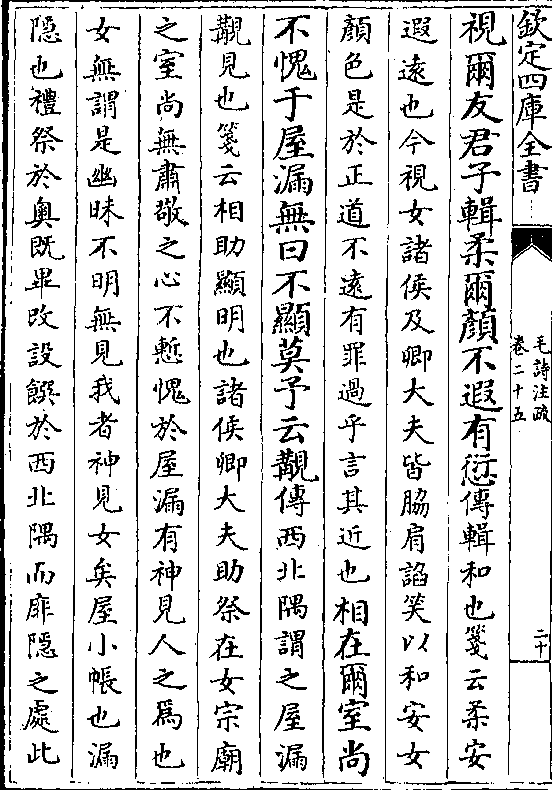 欽定四庫全書
毛詩注疏
卷二十五
二十
視爾友君子輯柔爾顏不遐有愆傳輯和也箋云柔安
遐遠也今視女諸侯及卿大夫皆脇肩諂笑以和安女
顏色是於正道不遠有罪過乎言其近也相在爾室尚
不愧于屋漏無曰不顯莫予云覯傳西北隅謂之屋漏
覯見也箋云相助顯明也諸侯卿大夫助祭在女宗廟
之室尚無肅敬之心不慙愧於屋漏有神見人之爲也
女無謂是幽昧不明無見我者神見女矣屋小帳也漏
隠也禮祭於奥既畢改設饌於西北隅而厞隠之處此